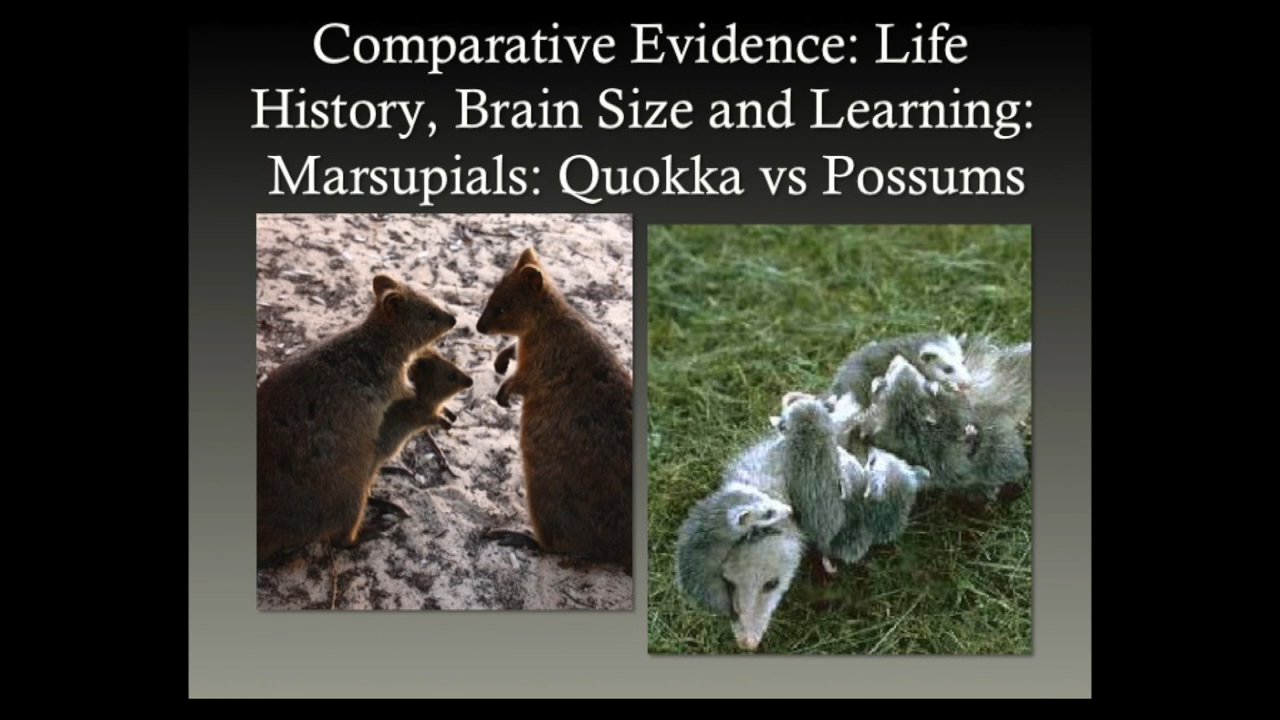 Comparative Evidence: Life
History, Brain Size and Learning:
Marsupials: Quokka vs Possums